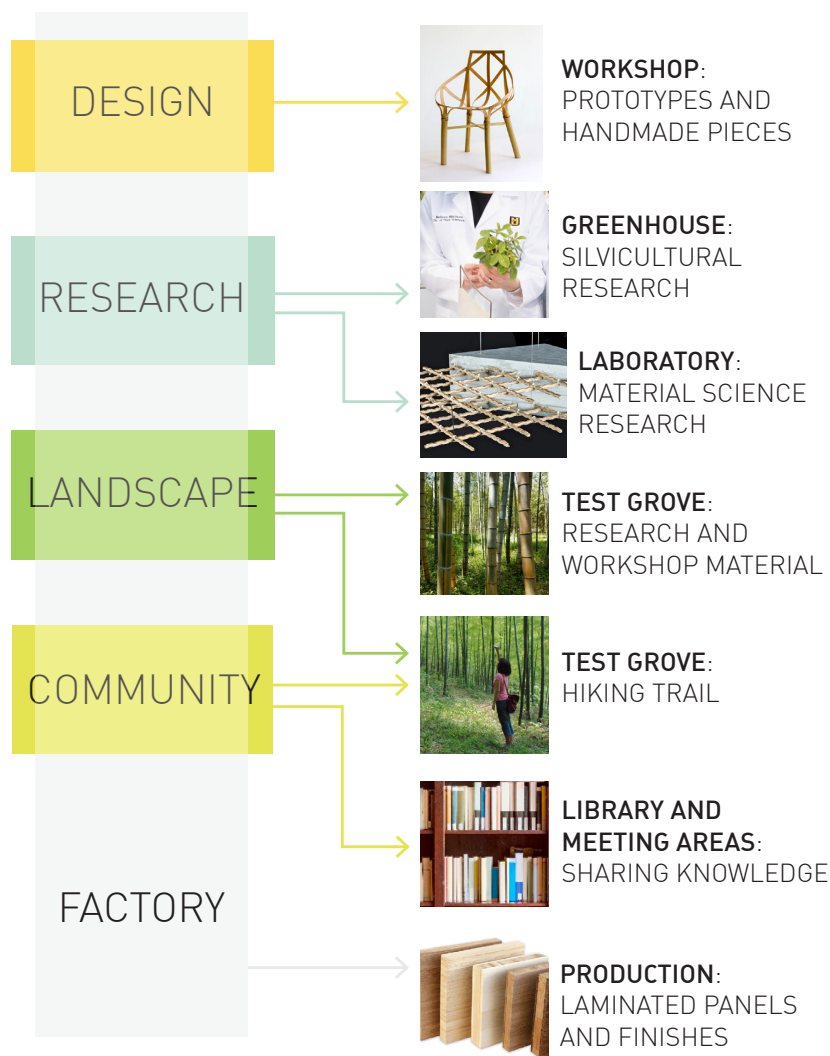 DESIGN
WORKSHOP:
PROTOTYPES AND
HANDMADE PIECES
RESEARCH
GREENHOUSE:
SILVICULTURAL
RESEARCH
LABORATORY:
MATERIAL SCIENCE
RESEARCH
LANDSCAPE
TEST GROVE:
RESEARCH AND
WORKSHOP MATERIAL
COMMUNITY
TEST GROVE:
HIKING TRAIL
LIBRARY AND
MEETING AREAS:
SHARING KNOWLEDGE
FACTORY
PRODUCTION:
LAMINATED PANELS
AND FINISHES